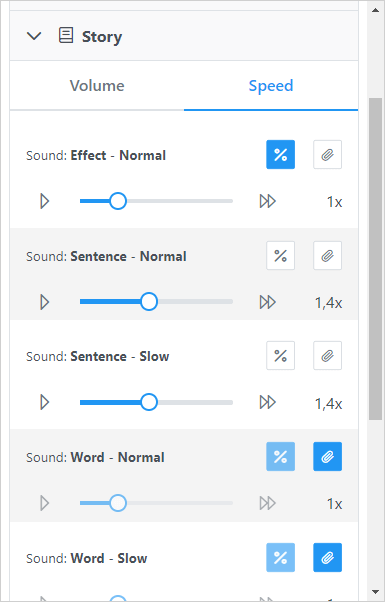 Story
Volume Speed
Sound: Effect - Normal
1x
Sound: Sentence - Normal
1,4x
Sound: Sentence - Slow
1,4x
Sound: Word - Normal
1x
Sound: Word - Slow